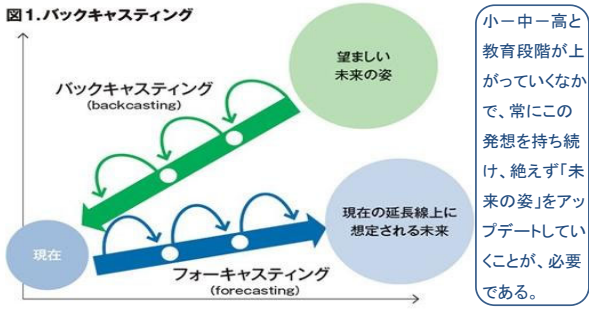 図1.バックキャスティング
望ましい
未来の姿
バックキャスティング
(backcasting)
現在
フォーキャスティング
(forecasting)
現在の延長線上に
想定される未来
小ー中ー高と
教育段階が上
がっていくなか
で、常にこの
発想を持ち続
け、絶えず「未
来の姿」をアッ
プデートしてい
くことが、必要
である。